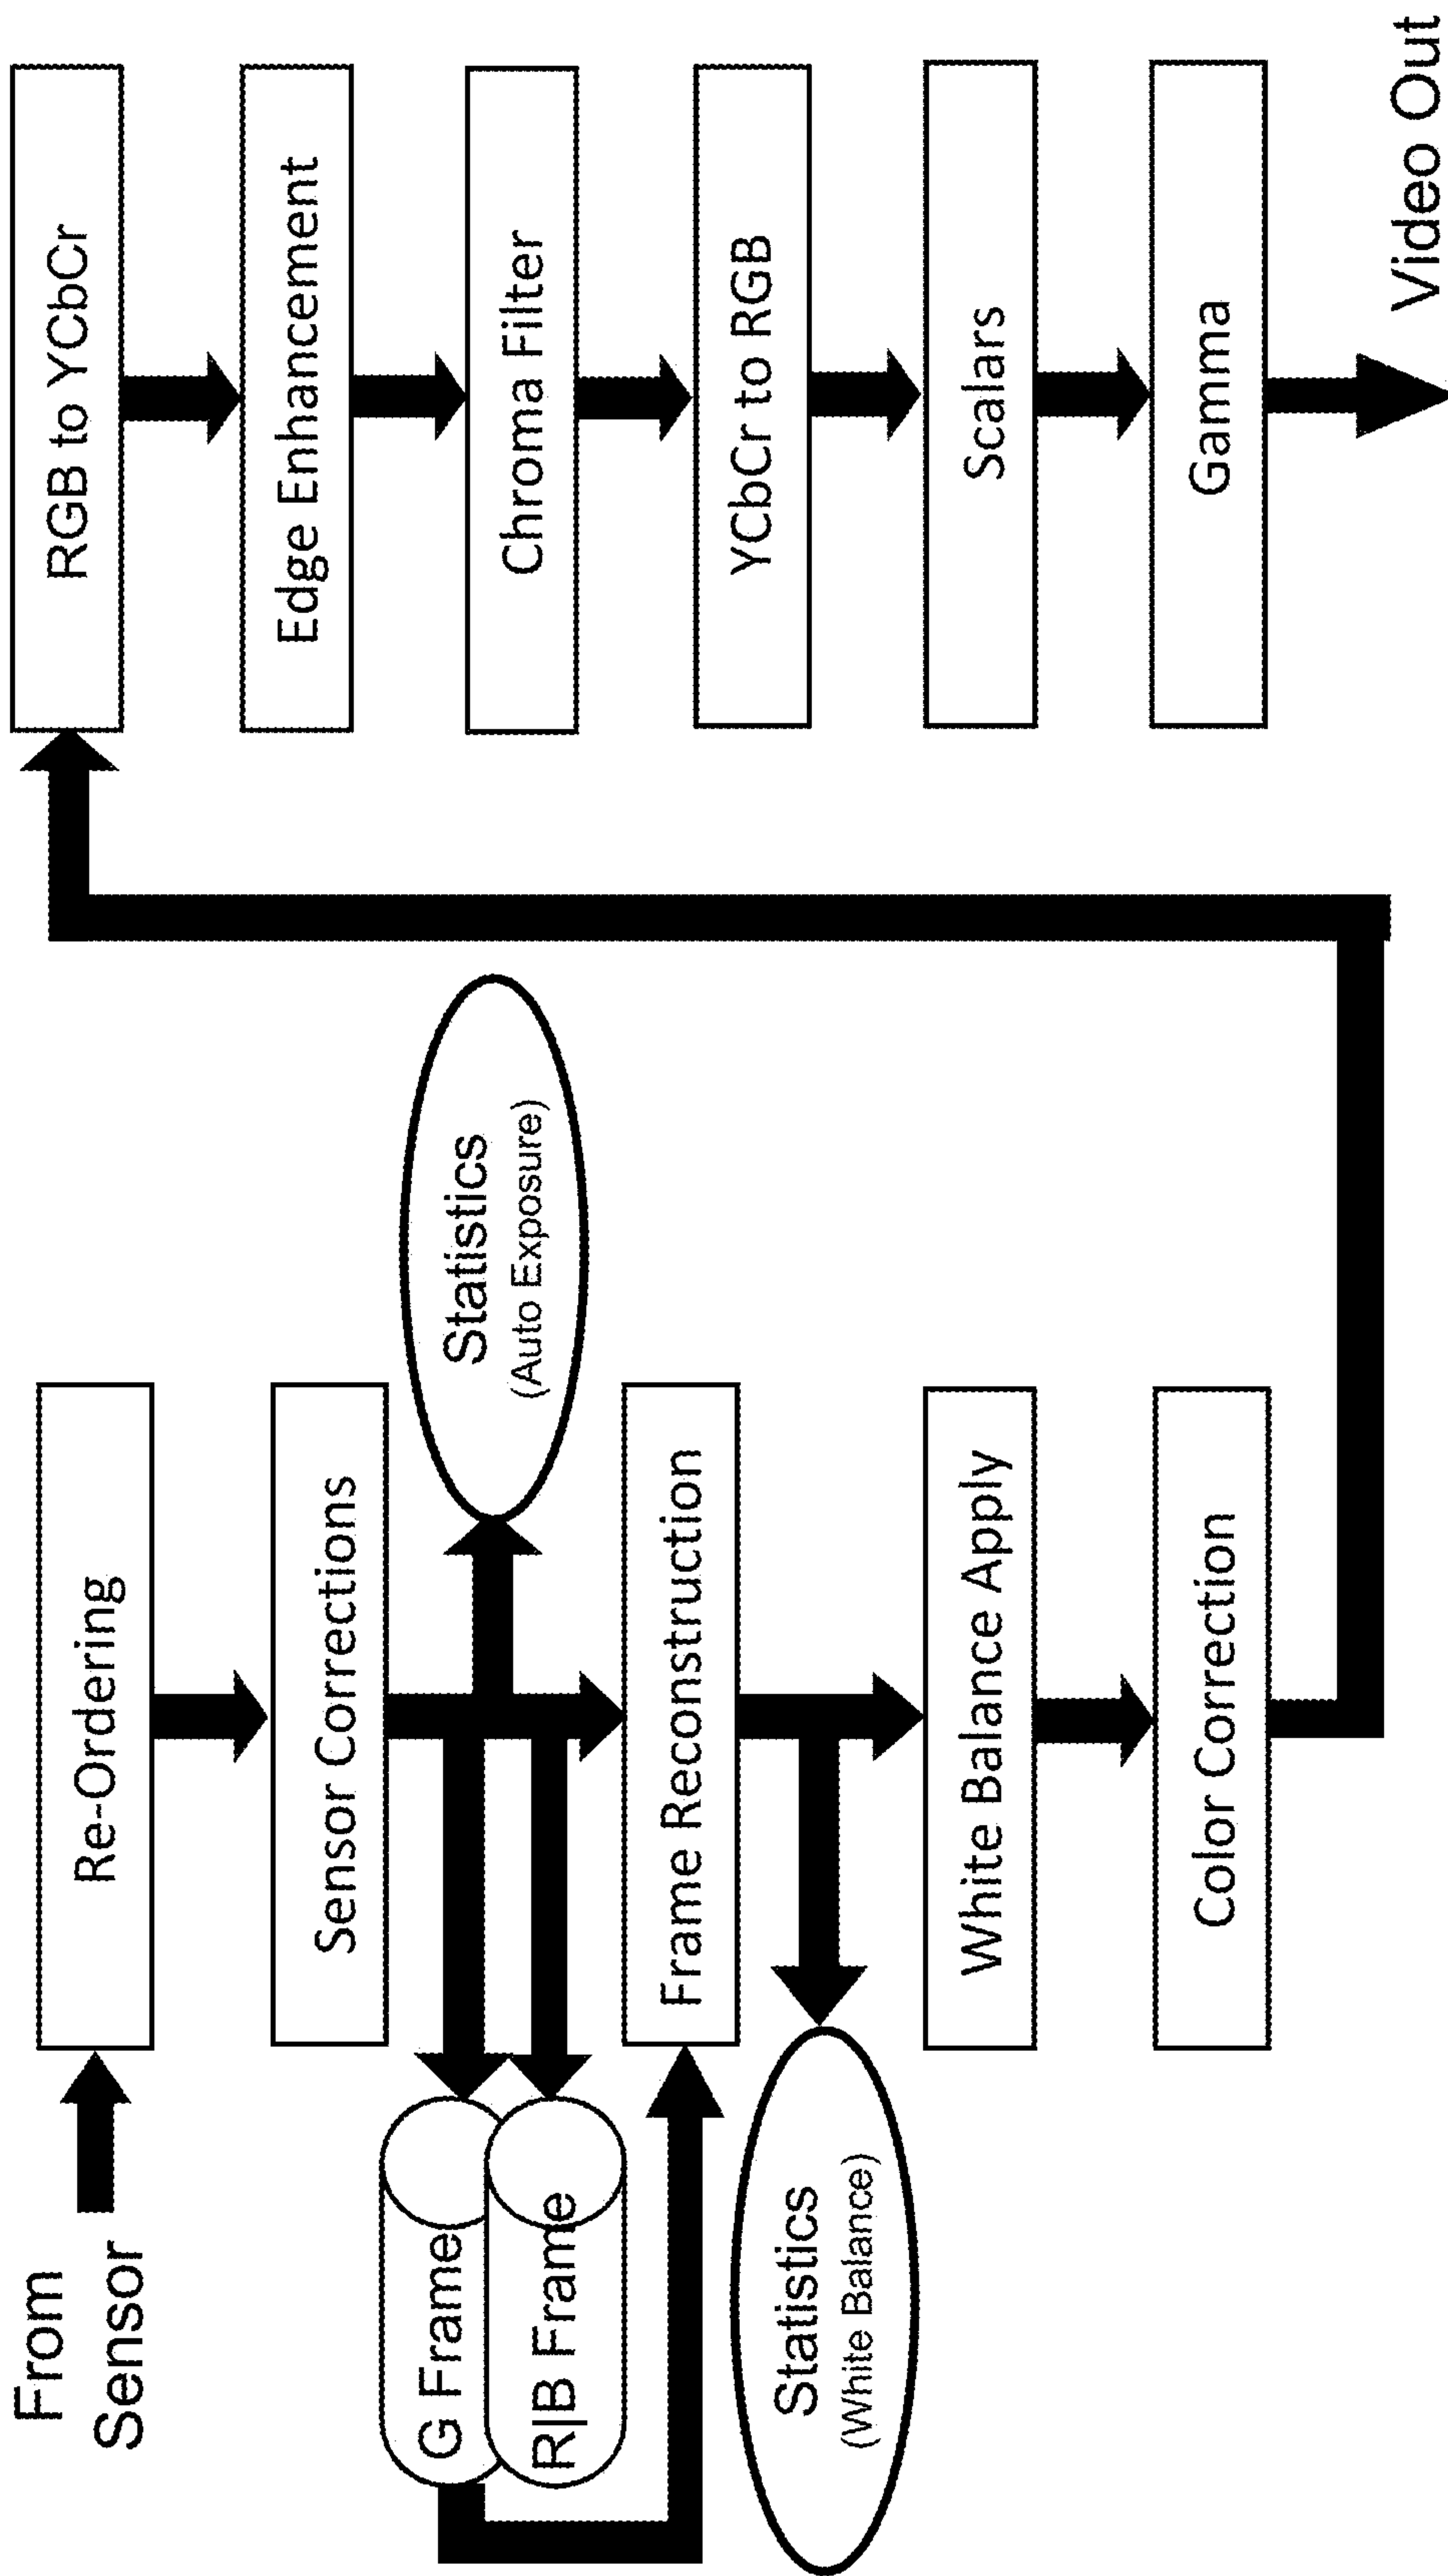 From
Sensor
Re-Ordering
Sensor Corrections
G Frame
R|B Frame
Statistics
(Auto Exposure)
Frame Reconstruction
Statistics
(White Balance)
White Balance Apply
Color Correction
RGB to YCbCr
Edge Enhancement
Chroma Filter
YCbCr to RGB
Scalars
Gamma
Video Out